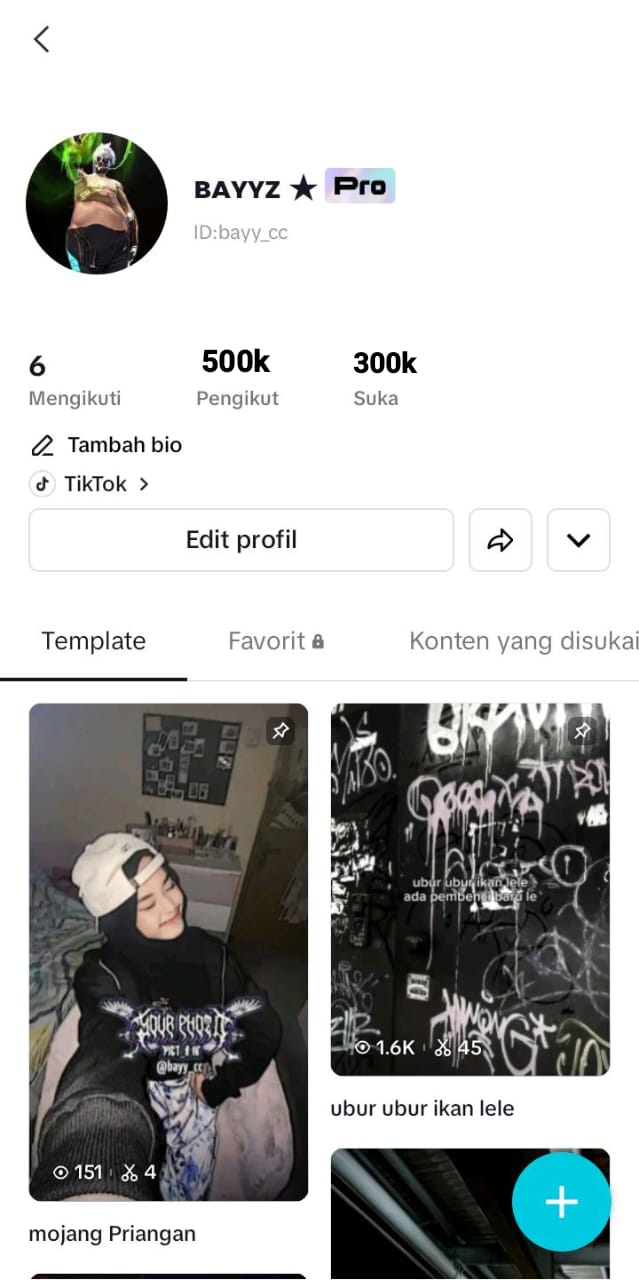 BAYYZ ★ Pro
ID:bayy_cc
6
500k
300k
Mengikuti
Pengikut
Suka
Tambah bio
TikTok
Edit profil
Template
Favorit
Konten yang disukai
YOUR PHOTO
@bayy_cc
151
4
mojang Priangan
ubur ubur ikan lele
ada pembenci baru le
1.6K
45
ubur ubur ikan lele